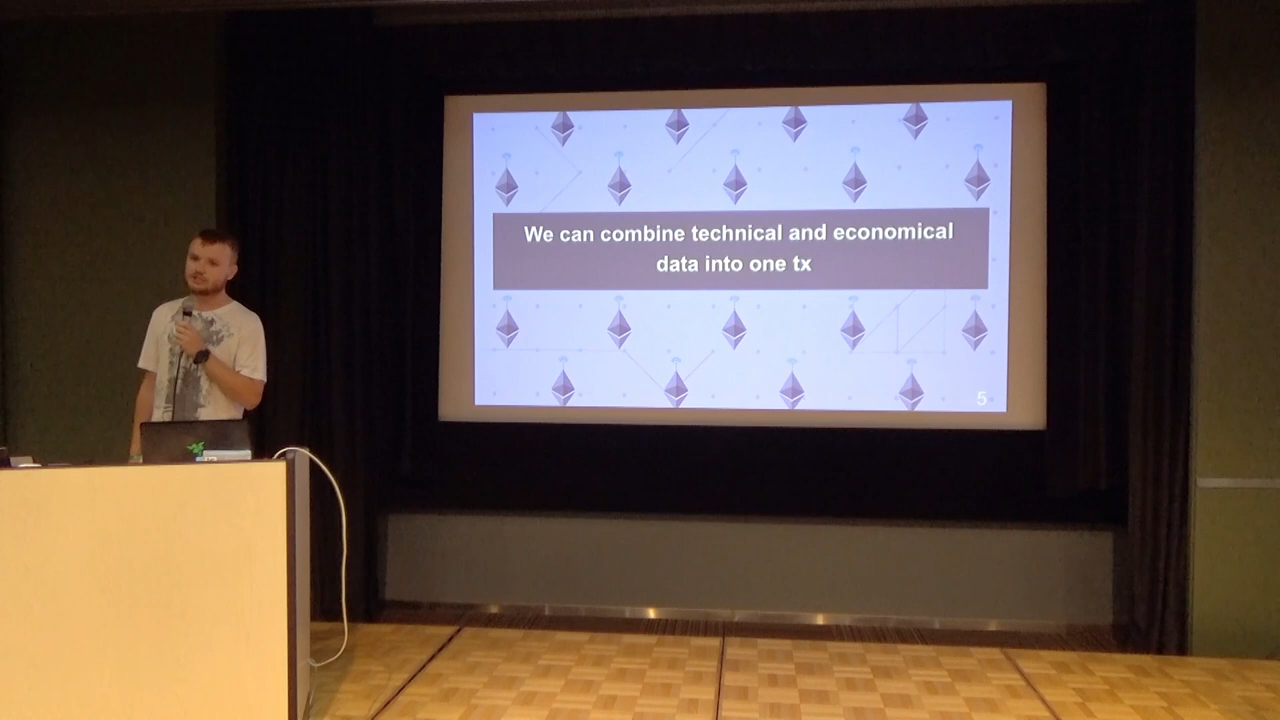 We can combine technical and economical
data into one tx
5